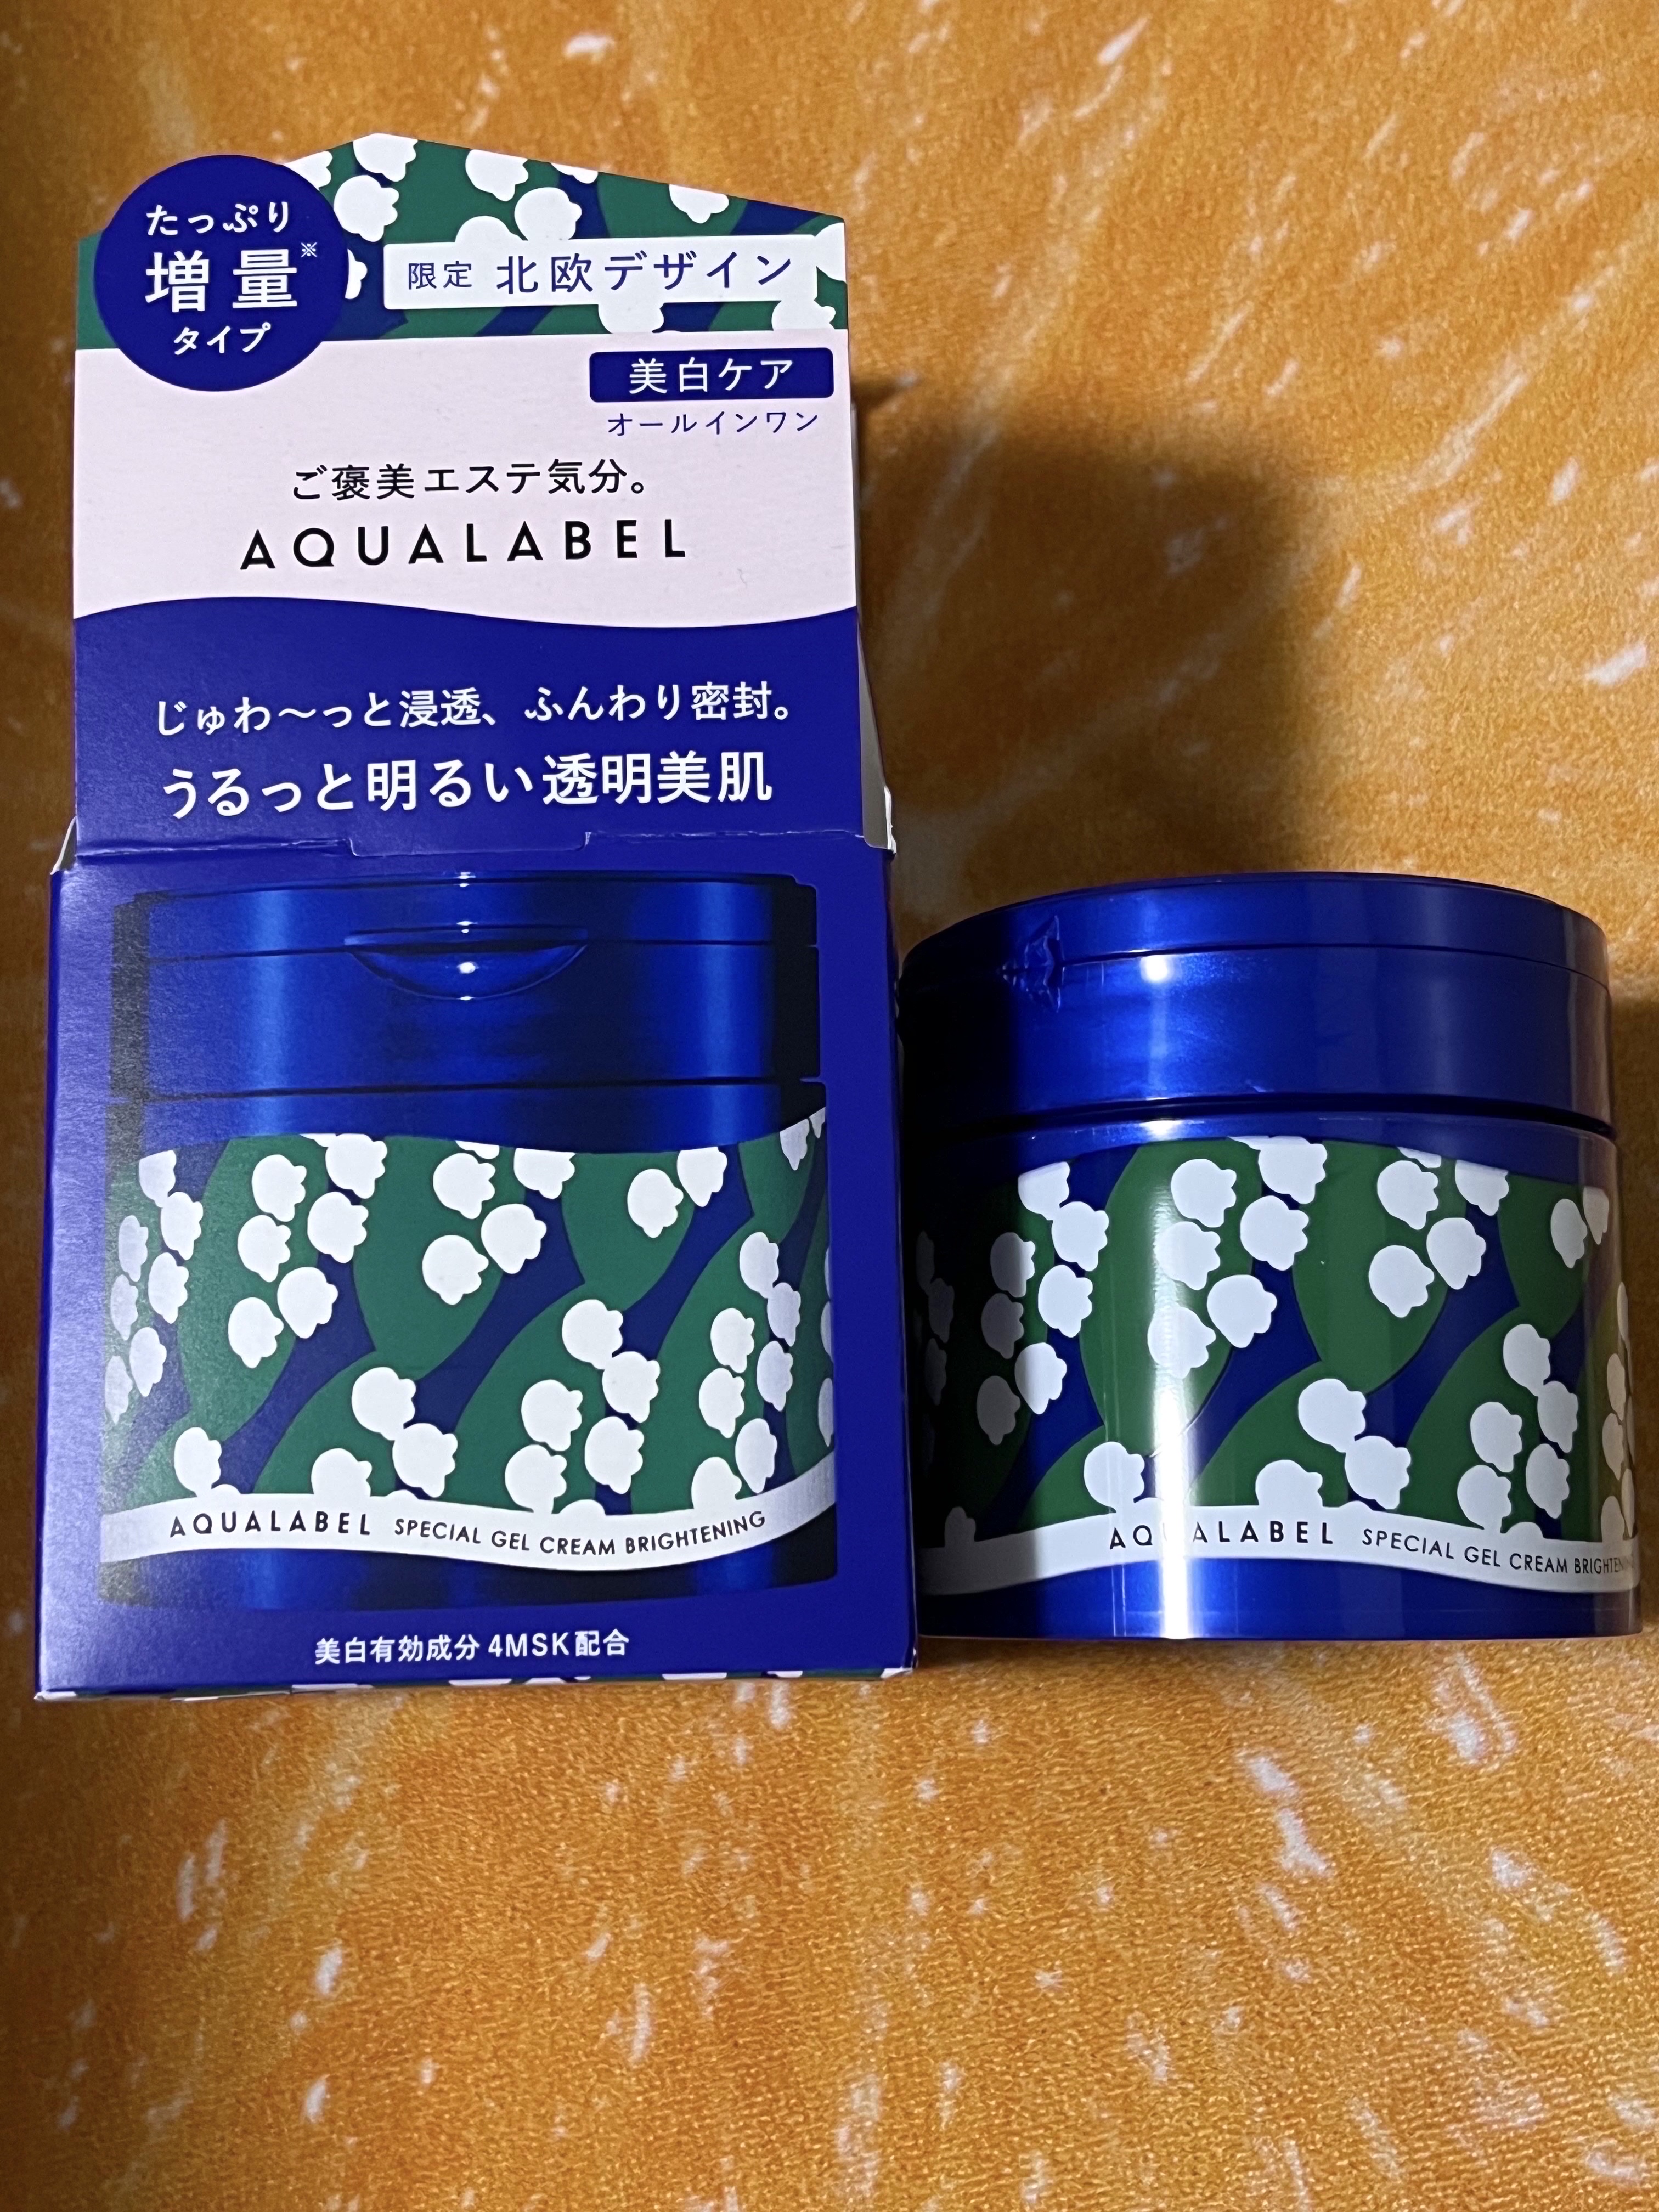 たっぷり
増量※
タイプ
限定 北欧デザイン
美白ケア
オールインワン
ご褒美エステ気分。
AQUALABEL
じゅわ〜っと浸透、ふんわり密封。
うるっと明るい透明美肌
AQUALABEL SPECIAL GEL CREAM BRIGHTENING
美白有効成分 4MSK配合
AQUALABEL SPECIAL GEL CREAM BRIGHTENING